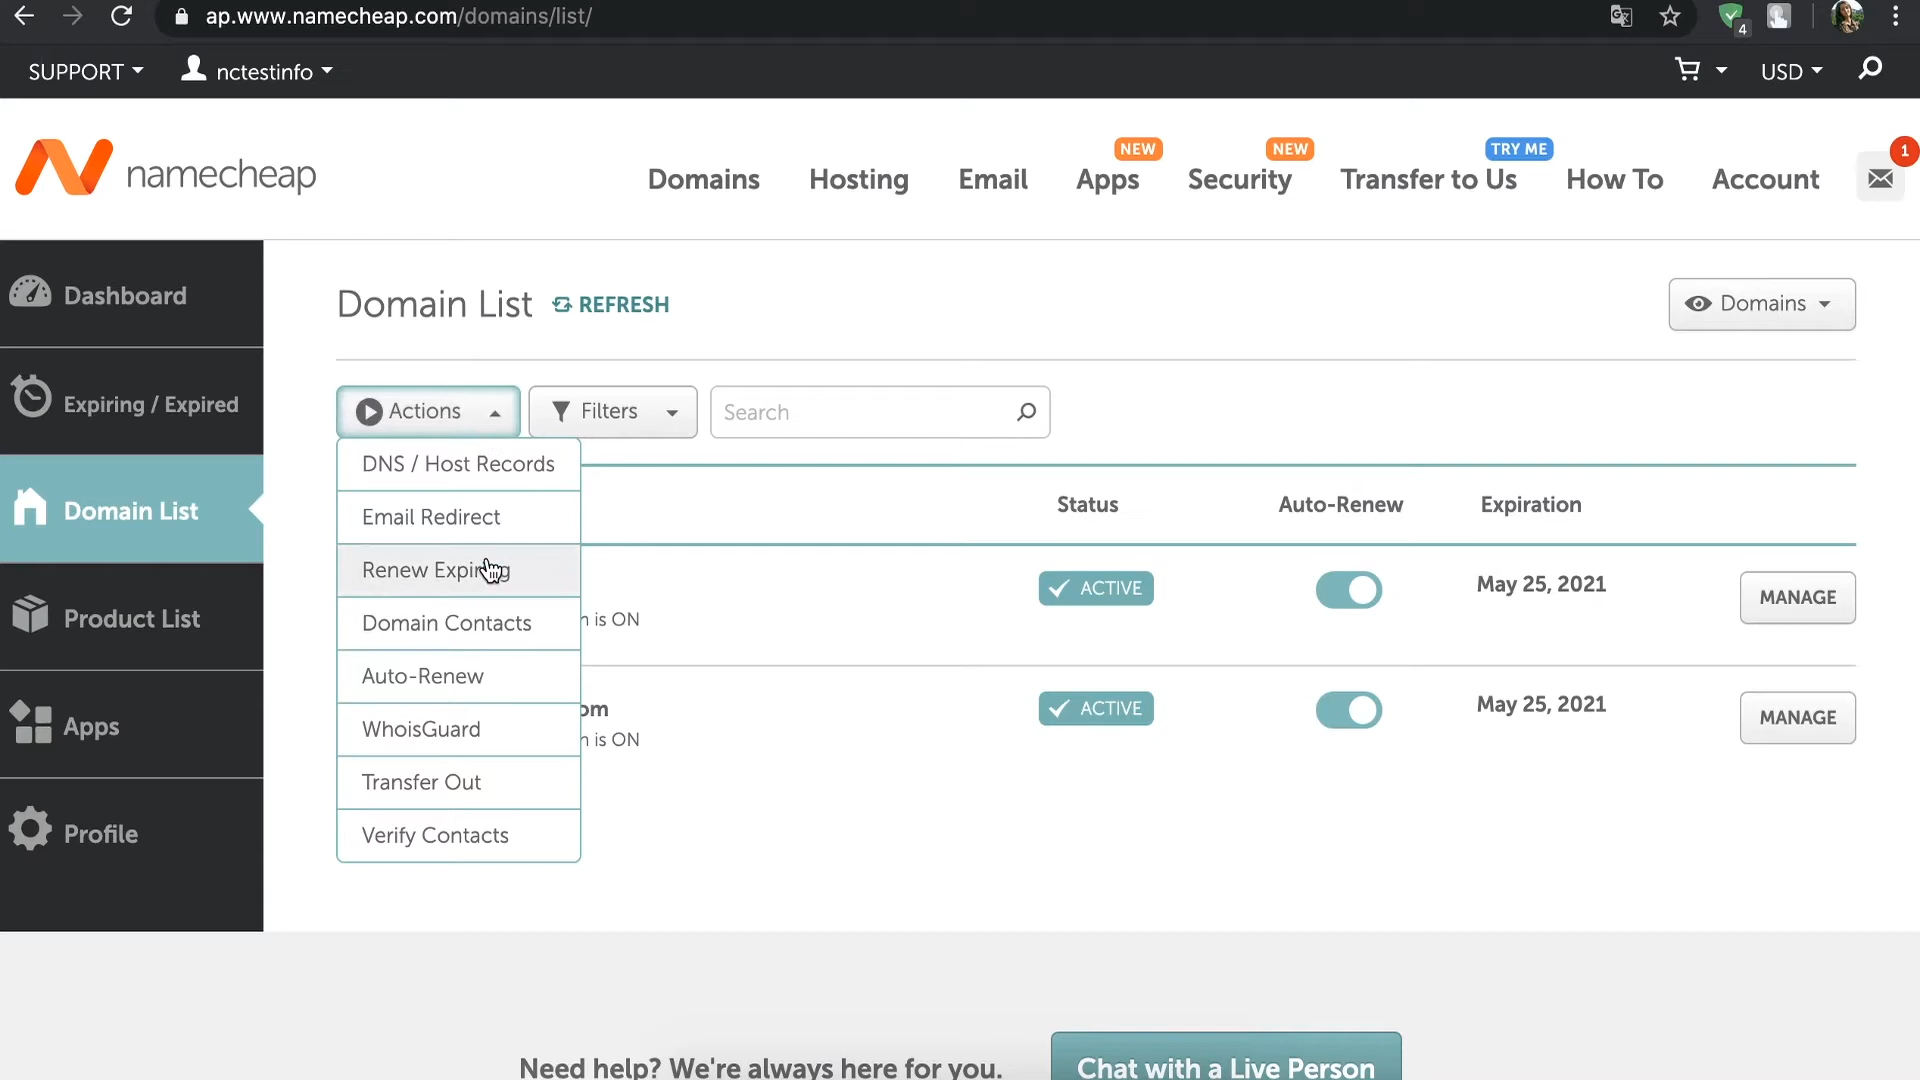 ap.www.namecheap.com/domains/list/
4
SUPPORT nctestinfo USD
namecheap
NEW NEW TRY ME 1
Domains Hosting Email Apps Security Transfer to Us How To Account
Dashboard
Expiring / Expired
Domain List
Product List
Apps
Profile
Domain List REFRESH
Domains
Actions Filters Search
DNS / Host Records
Email Redirect
Renew Expiring
Domain Contacts
Auto-Renew
WhoisGuard
Transfer Out
Verify Contacts
Status Auto-Renew Expiration
ACTIVE May 25, 2021 MANAGE
is ON
om ACTIVE May 25, 2021 MANAGE
is ON
Need help? We're always here for you.
Chat with a Live Person